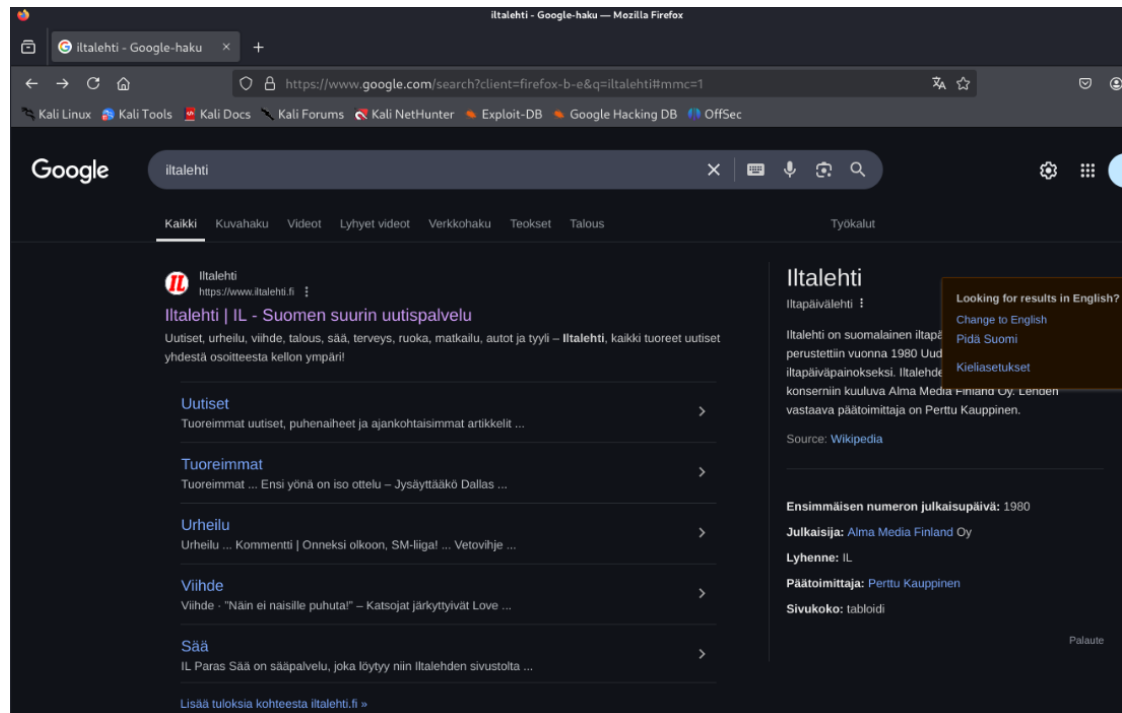 iltalehti - Google-haku — Mozilla Firefox
iltalehti - Google-haku
https://www.google.com/search?client=firefox-b-e&q=iltalehti#mmc=1
Kali Linux Kali Tools Kali Docs Kali Forums Kali NetHunter Exploit-DB Google Hacking DB OffSec
Google
iltalehti
Kaikki Kuvahaku Videot Lyhyet videot Verkkohaku Teokset Talous Työkalut
IL
Iltalehti
https://www.iltalehti.fi
Iltalehti | IL - Suomen suurin uutispalvelu
Uutiset, urheilu, viihde, talous, sää, terveys, ruoka, matkailu, autot ja tyyli – Iltalehti, kaikki tuoreet uutiset
yhdestä osoitteesta kellon ympäri!
Uutiset
Tuoreimmat uutiset, puheenaiheet ja ajankohtaisimmat artikkelit ...
Tuoreimmat
Tuoreimmat ... Ensi yönä on iso ottelu – Jysäyttääkö Dallas ...
Urheilu
Urheilu ... Kommentti | Onneksi olkoon, SM-liiga! ... Vetovihje ...
Viihde
Viihde · "Näin ei naisille puhuta!" – Katsojat järkyttyivät Love ...
Sää
IL Paras Sää on sääpalvelu, joka löytyy niin Iltalehden sivustolta ...
Lisää tuloksia kohteesta iltalehti.fi »
Iltalehti
Iltapäivälehti
Iltalehti on suomalainen iltapä
perustettiin vuonna 1980 Uud
iltapäiväpainokseksi. Iltalehde
konserniin kuuluva Alma Media Finland Oy. Lehden
vastaava päätoimittaja on Perttu Kauppinen.
Source: Wikipedia
Looking for results in English?
Change to English
Pidä Suomi
Kieliasetukset
Ensimmäisen numeron julkaisupäivä: 1980
Julkaisija: Alma Media Finland Oy
Lyhenne: IL
Päätoimittaja: Perttu Kauppinen
Sivukoko: tabloidi
Palaute